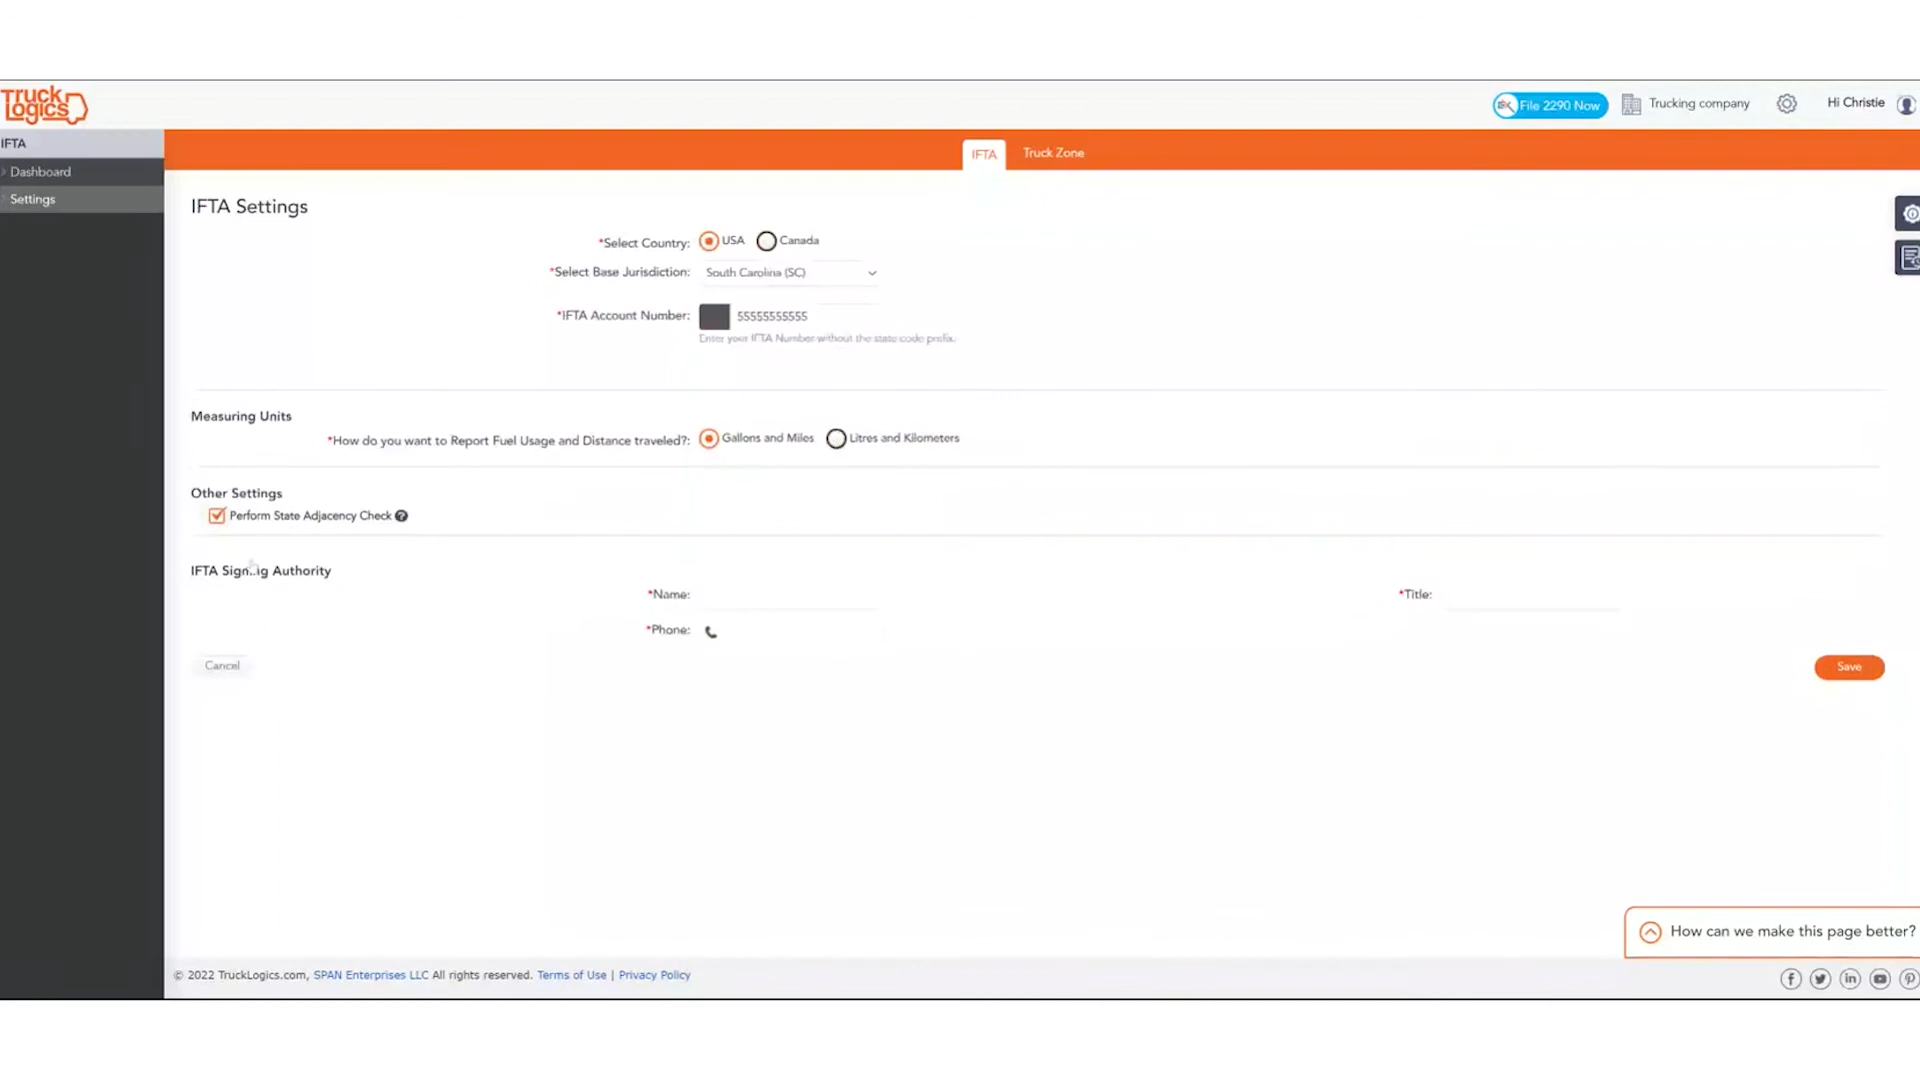 Truck Logics
File 2290 Now
Trucking company
Hi Christie
IFTA
IFTA
Truck Zone
Dashboard
Settings
IFTA Settings
*Select Country: USA Canada
*Select Base Jurisdiction: South Carolina (SC)
*IFTA Account Number: 55555555555
Enter your IFTA Number without the state code prefix.
Measuring Units
*How do you want to Report Fuel Usage and Distance traveled?: Gallons and Miles Litres and Kilometers
Other Settings
Perform State Adjacency Check ?
IFTA Signing Authority
*Name: *Title:
*Phone:
Cancel
Save
How can we make this page better?
© 2022 TruckLogics.com, SPAN Enterprises LLC All rights reserved. Terms of Use | Privacy Policy